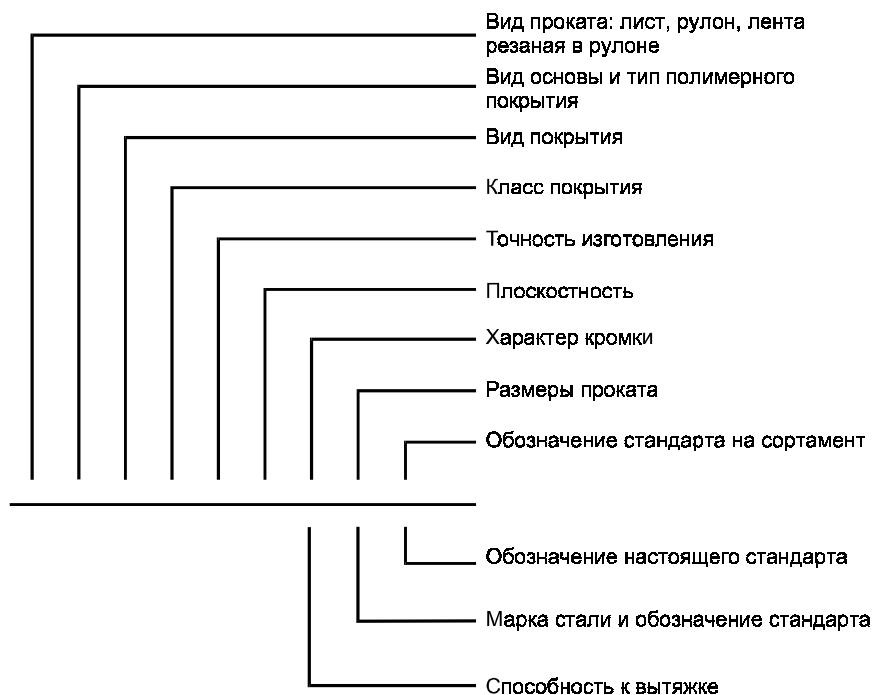 Вид проката: лист, рулон, лента
резаная в рулоне
Вид основы и тип полимерного
покрытия
Вид покрытия
Класс покрытия
Точность изготовления
Плоскостность
Характер кромки
Размеры проката
Обозначение стандарта на сортамент
Обозначение настоящего стандарта
Марка стали и обозначение стандарта
Способность к вытяжке